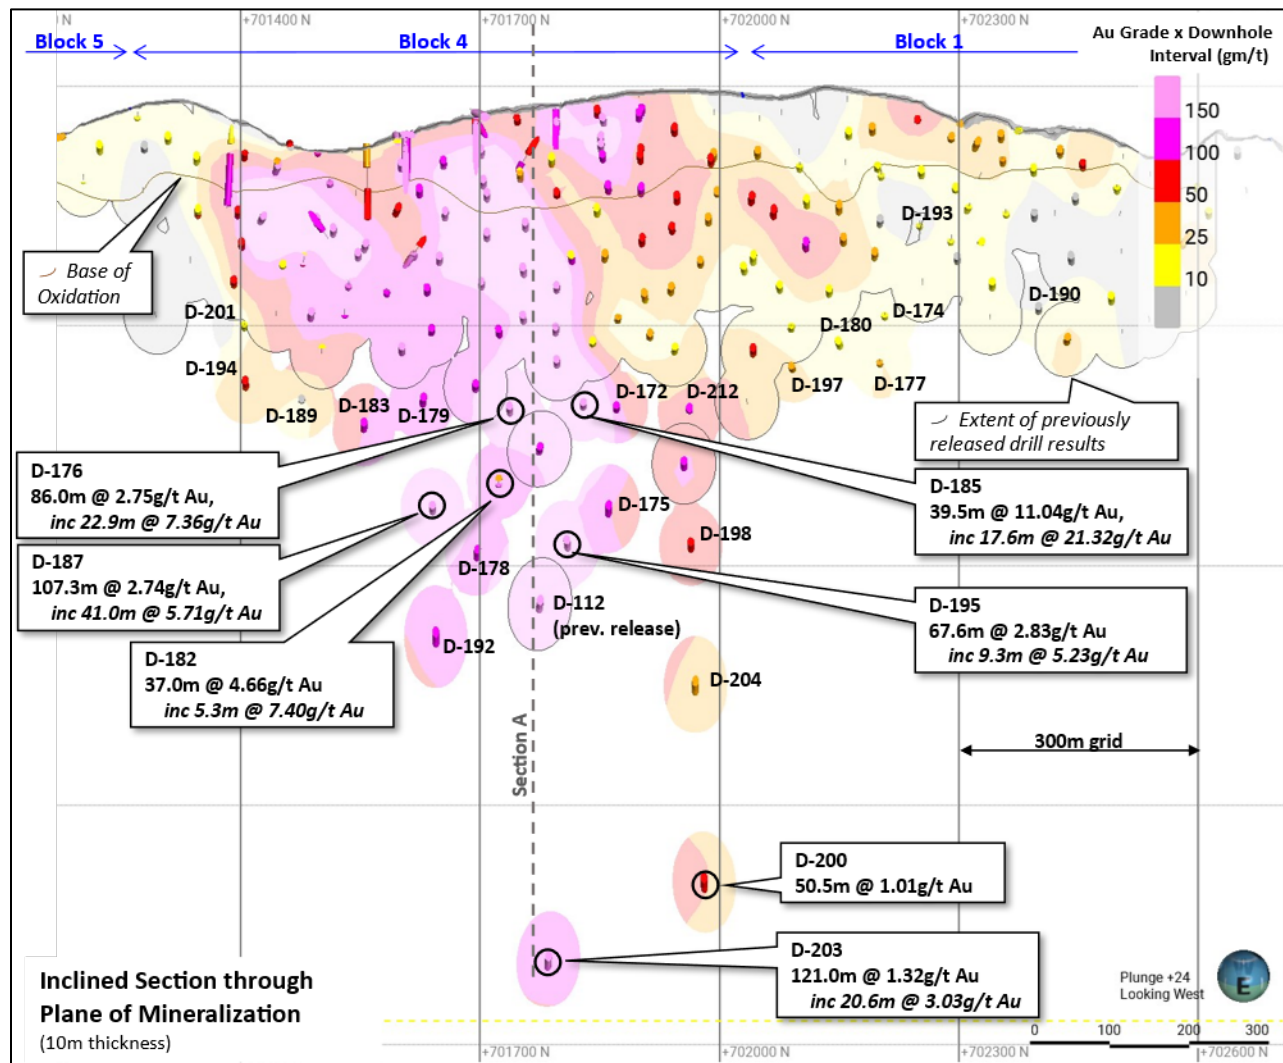 0 N
+701400 N
+701700 N
+702000 N
+702300 N
Block 5
Block 4
Block 1
Au Grade x Downhole
Interval (gm/t)
150
100
50
25
10
Base of
Oxidation
D-193
D-190
D-201
D-174
D-180
D-194
D-197
D-177
D-189
D-183
D-179
D-172
D-212
Extent of previously
released drill results
D-176
86.0m @ 2.75g/t Au,
inc 22.9m @ 7.36g/t Au
D-185
39.5m @ 11.04g/t Au,
inc 17.6m @ 21.32g/t Au
D-175
D-198
D-187
107.3m @ 2.74g/t Au,
inc 41.0m @ 5.71g/t Au
D-178
D-112
(prev. release)
D-195
67.6m @ 2.83g/t Au
inc 9.3m @ 5.23g/t Au
D-192
D-182
37.0m @ 4.66g/t Au
inc 5.3m @ 7.40g/t Au
D-204
Section A
300m grid
D-200
50.5m @ 1.01g/t Au
D-203
121.0m @ 1.32g/t Au
inc 20.6m @ 3.03g/t Au
Inclined Section through
Plane of Mineralization
(10m thickness)
Plunge +24
Looking West
E
0 100 200 300
+701700 N
+702000 N
+702300 N
+702600 N